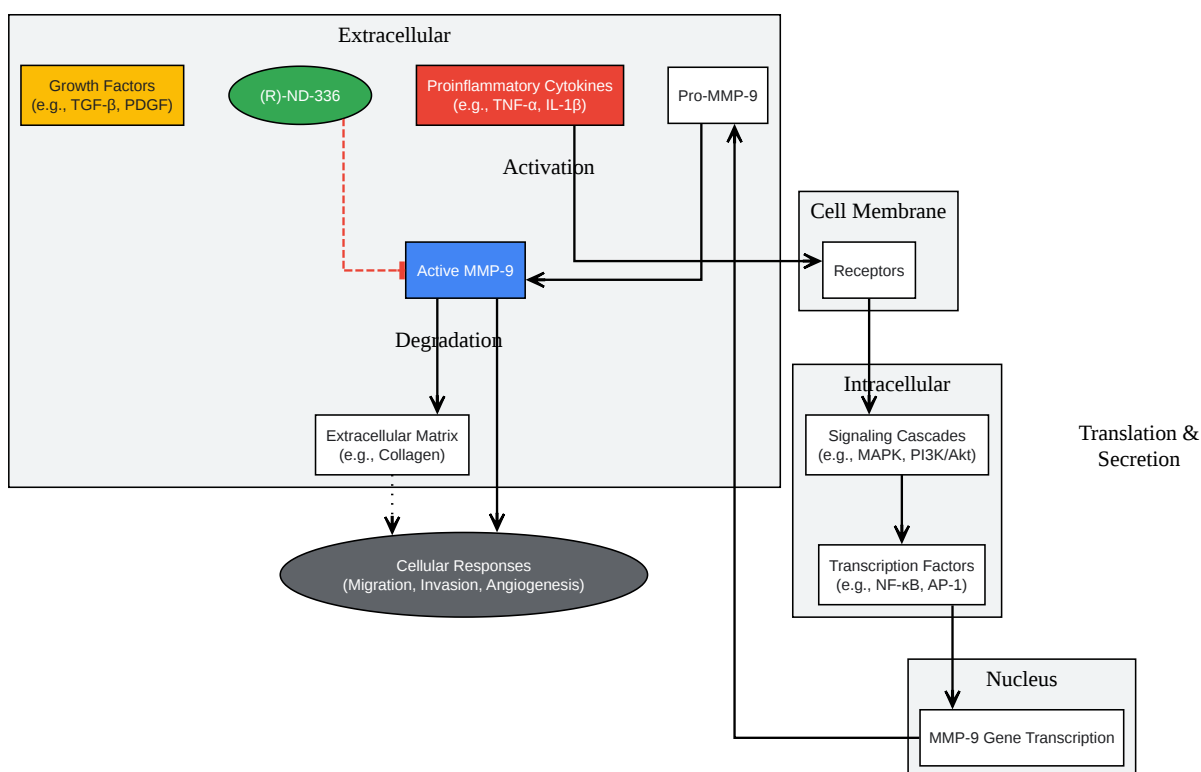 Extracellular
Growth Factors
(e.g., TGF-β, PDGF)
(R)-ND-336
Proinflammatory Cytokines
(e.g., TNF-α, IL-1β)
Pro-MMP-9
Activation
Cell Membrane
Receptors
Active MMP-9
Degradation
Intracellular
Extracellular Matrix
(e.g., Collagen)
Signaling Cascades
(e.g., MAPK, PI3K/Akt)
Translation &
Secretion
Cellular Responses
(Migration, Invasion, Angiogenesis)
Transcription Factors
(e.g., NF-κB, AP-1)
Nucleus
MMP-9 Gene Transcription